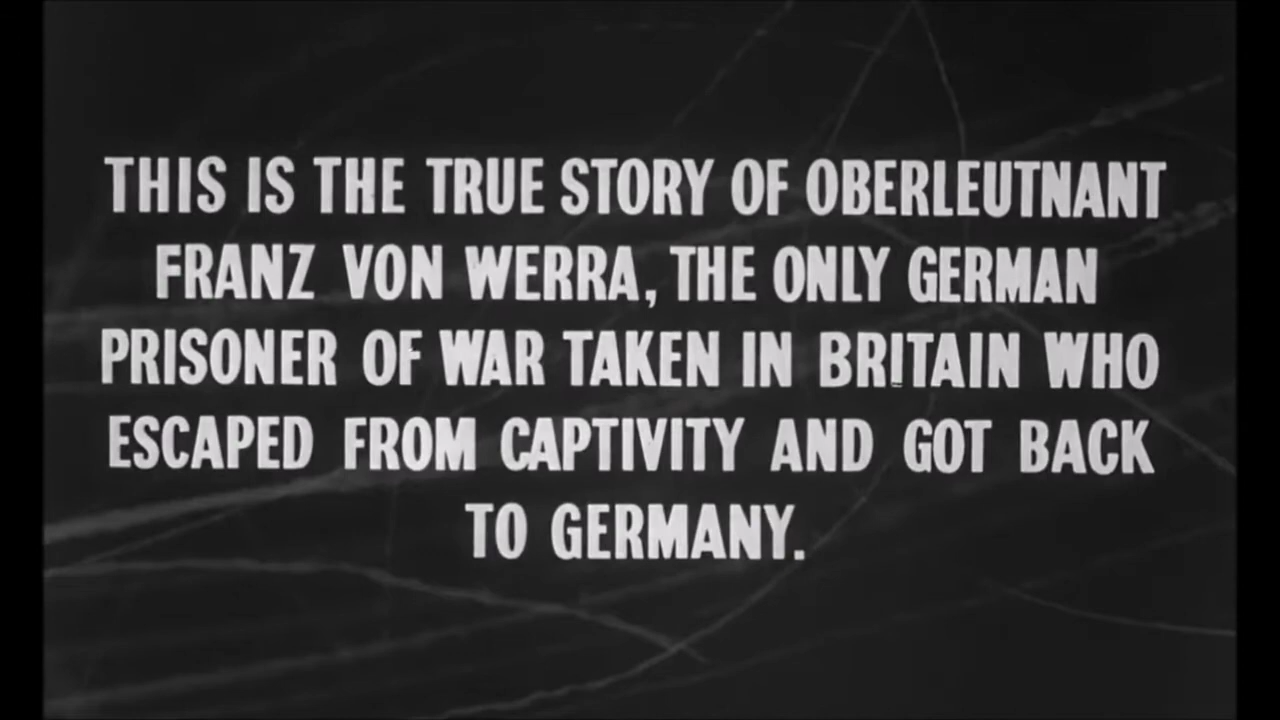 THIS IS THE TRUE STORY OF OBERLEUTNANT
FRANZ VON WERRA, THE ONLY GERMAN
PRISONER OF WAR TAKEN IN BRITAIN WHO
ESCAPED FROM CAPTIVITY AND GOT BACK
TO GERMANY.